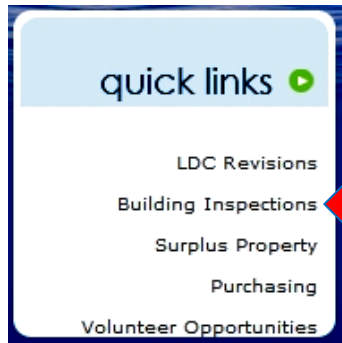 quick links
LDC Revisions
Building Inspections
Surplus Property
Purchasing
Volunteer Opportunities